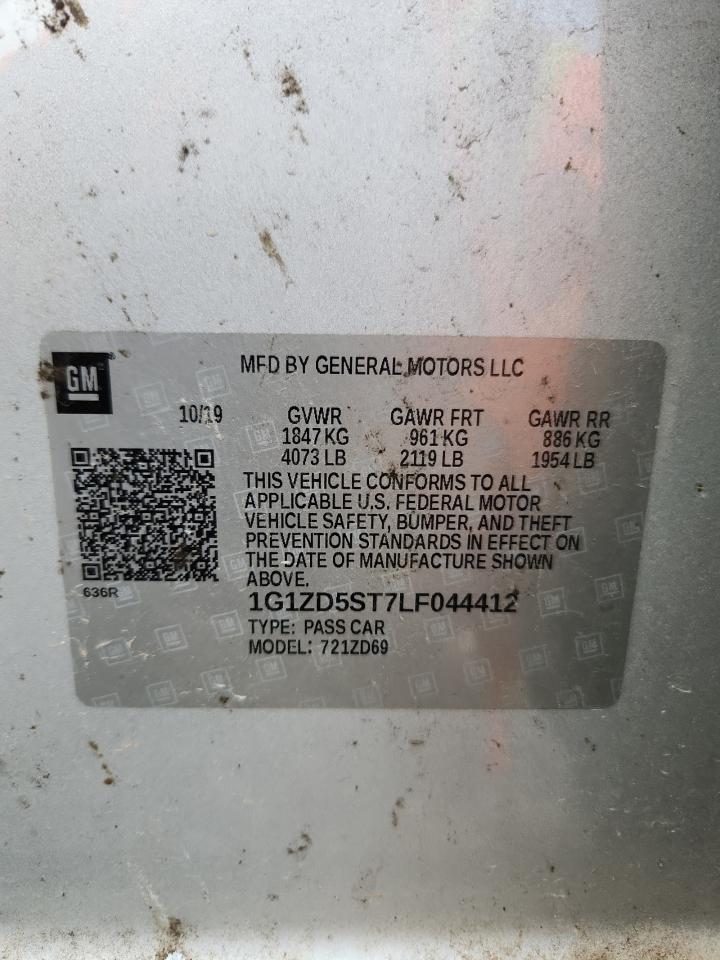 GM
MFD BY GENERAL MOTORS LLC
10/19 GVWR GAWR FRT GAWR RR
1847 KG 961 KG 886 KG
4073 LB 2119 LB 1954 LB
THIS VEHICLE CONFORMS TO ALL
APPLICABLE U.S. FEDERAL MOTOR
VEHICLE SAFETY, BUMPER, AND THEFT
PREVENTION STANDARDS IN EFFECT ON
THE DATE OF MANUFACTURE SHOWN
ABOVE.
636R
1G1ZD5ST7LF044412
TYPE: PASS CAR
MODEL: 721ZD69